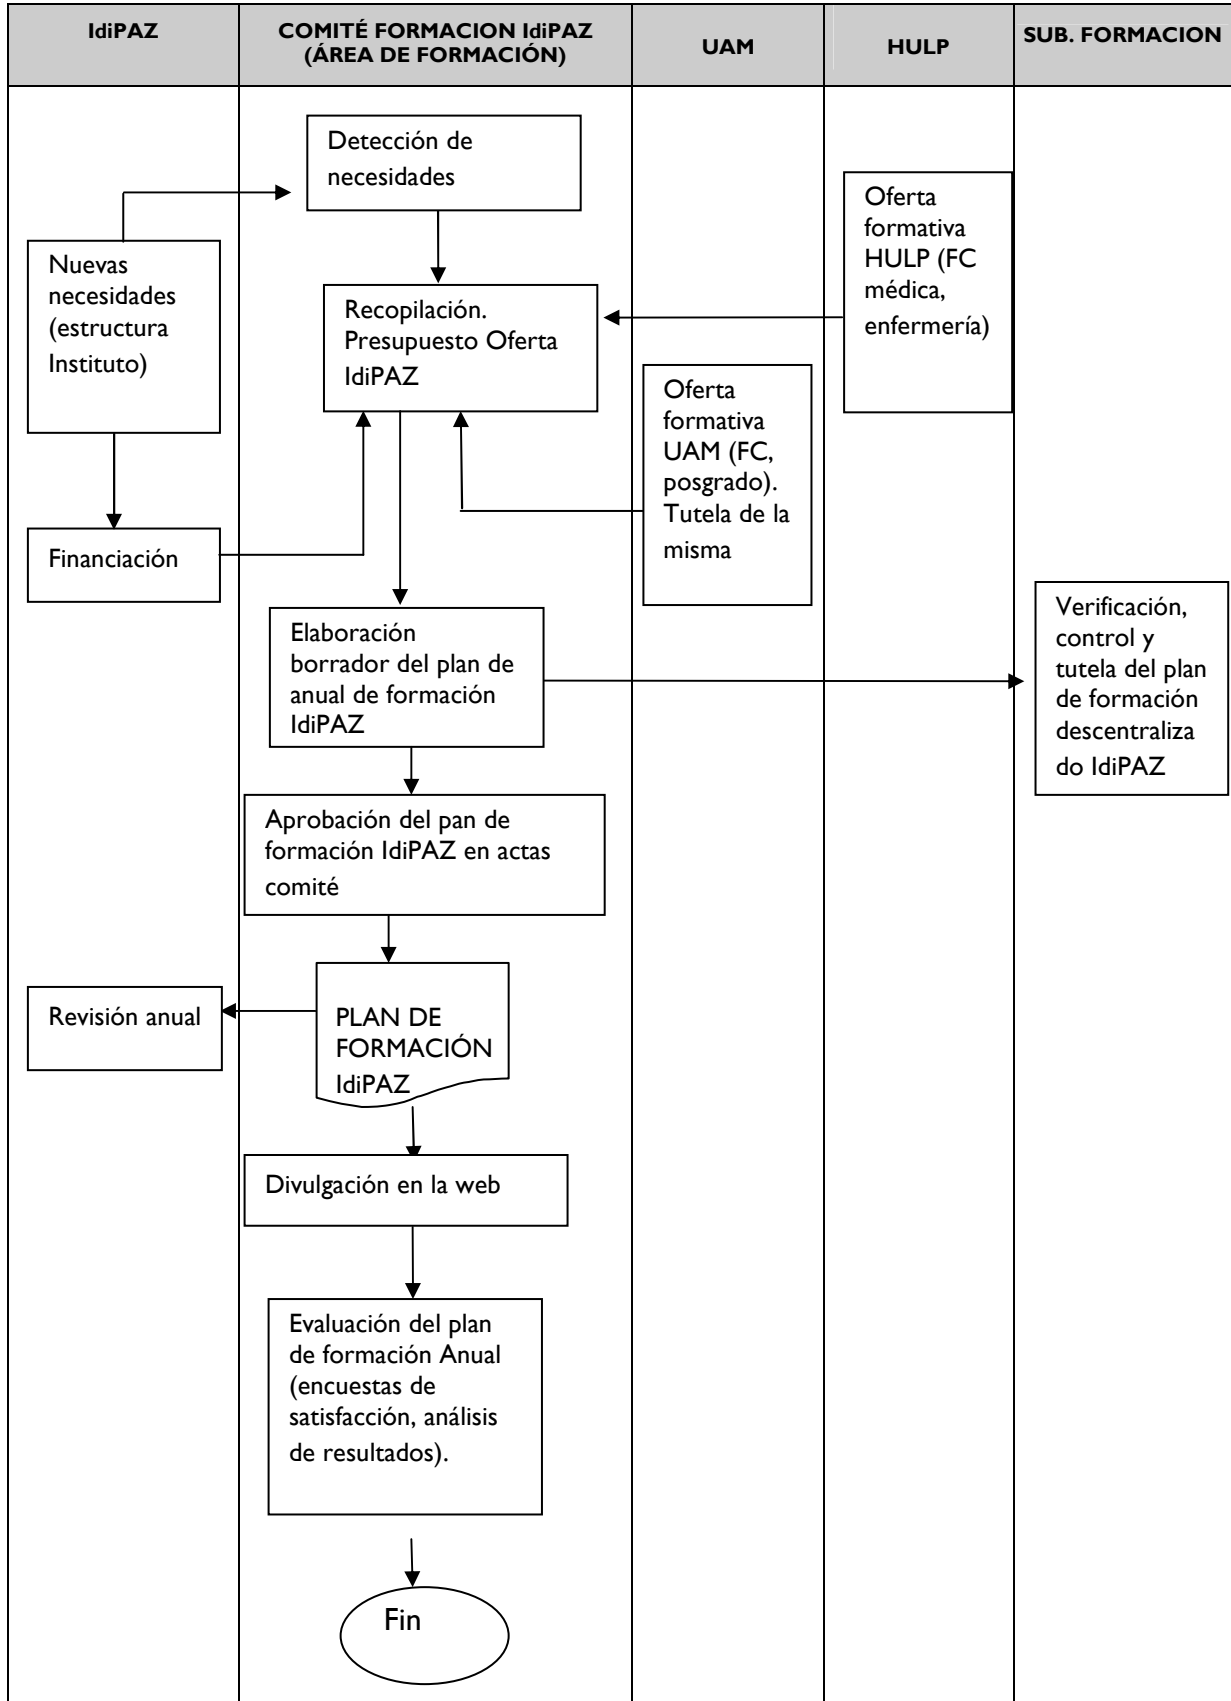 IdiPAZ
COMITÉ FORMACION IdiPAZ
(ÁREA DE FORMACIÓN)
UAM
HULP
SUB. FORMACION
Detección de
necesidades
Nuevas
necesidades
(estructura
Instituto)
Oferta
formativa
HULP (FC
médica,
enfermería)
Recopilación.
Presupuesto Oferta
IdiPAZ
Oferta
formativa
UAM (FC,
posgrado).
Tutela de la
misma
Financiación
Elaboración
borrador del plan de
anual de formación
IdiPAZ
Verificación,
control y
tutela del plan
de formación
descentraliza
do IdiPAZ
Aprobación del pan de
formación IdiPAZ en actas
comité
Revisión anual
PLAN DE
FORMACIÓN
IdiPAZ
Divulgación en la web
Evaluación del plan
de formación Anual
(encuestas de
satisfacción, análisis
de resultados).
Fin